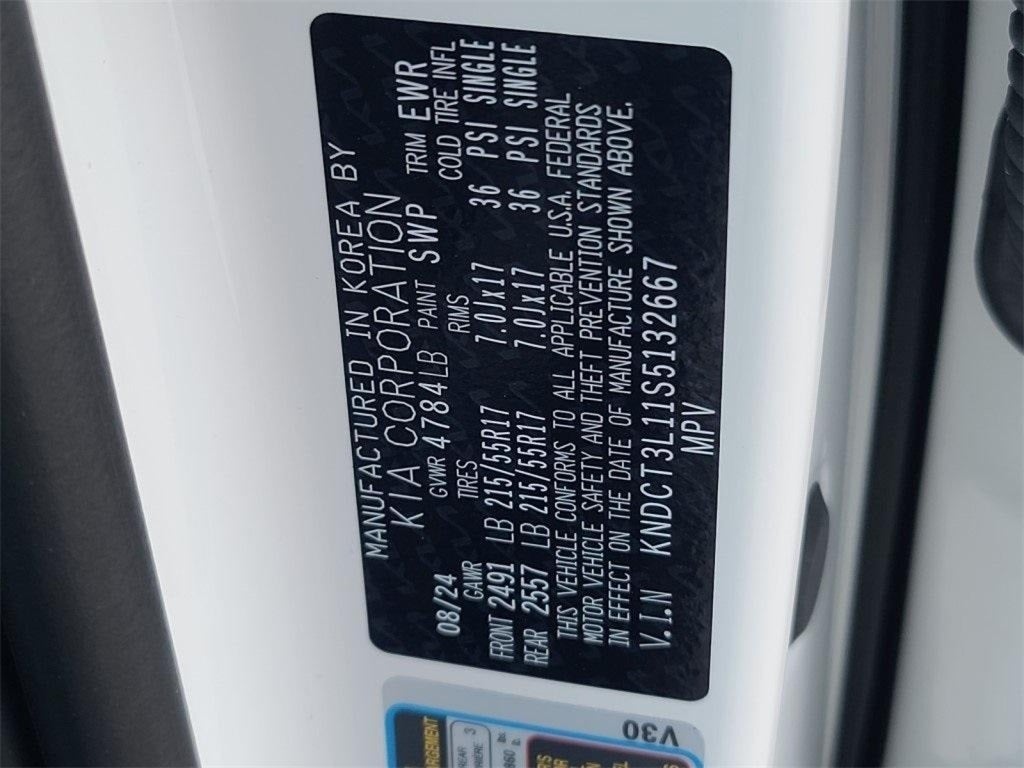 MANUFACTURED IN KOREA BY
KIA CORPORATION
08/24 GVWR 4784LB PAINT SWP TRIM EWR
GAWR TIRES RIMS COLD TIRE INFL
FRONT 2491 LB 215/55R17 7.0Jx17 36 PSI SINGLE
REAR 2557 LB 215/55R17 7.0Jx17 36 PSI SINGLE
THIS VEHICLE CONFORMS TO ALL APPLICABLE U.S.A. FEDERAL
MOTOR VEHICLE SAFETY AND THEFT PREVENTION STANDARDS
IN EFFECT ON THE DATE OF MANUFACTURE SHOWN ABOVE.
V.I.N KNDCT3L11S5132667
MPV
V30
3